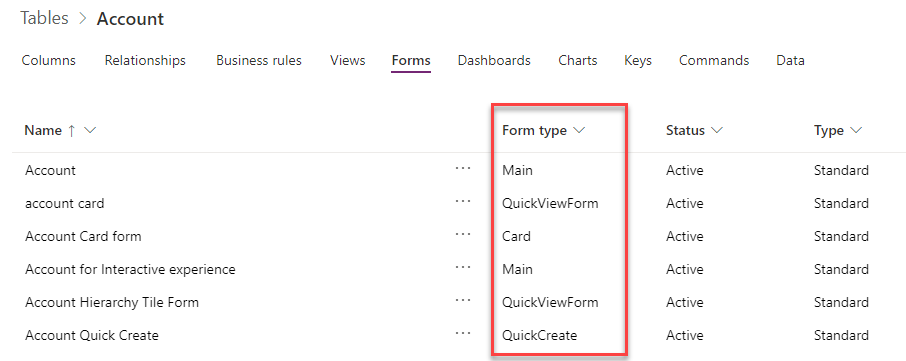 Tables > Account
Columns Relationships Business rules Views Forms Dashboards Charts Keys Commands Data
Name ↑ Form type Status Type
Account ... Main Active Standard
account card ... QuickViewForm Active Standard
Account Card form ... Card Active Standard
Account for Interactive experience ... Main Active Standard
Account Hierarchy Tile Form ... QuickViewForm Active Standard
Account Quick Create ... QuickCreate Active Standard